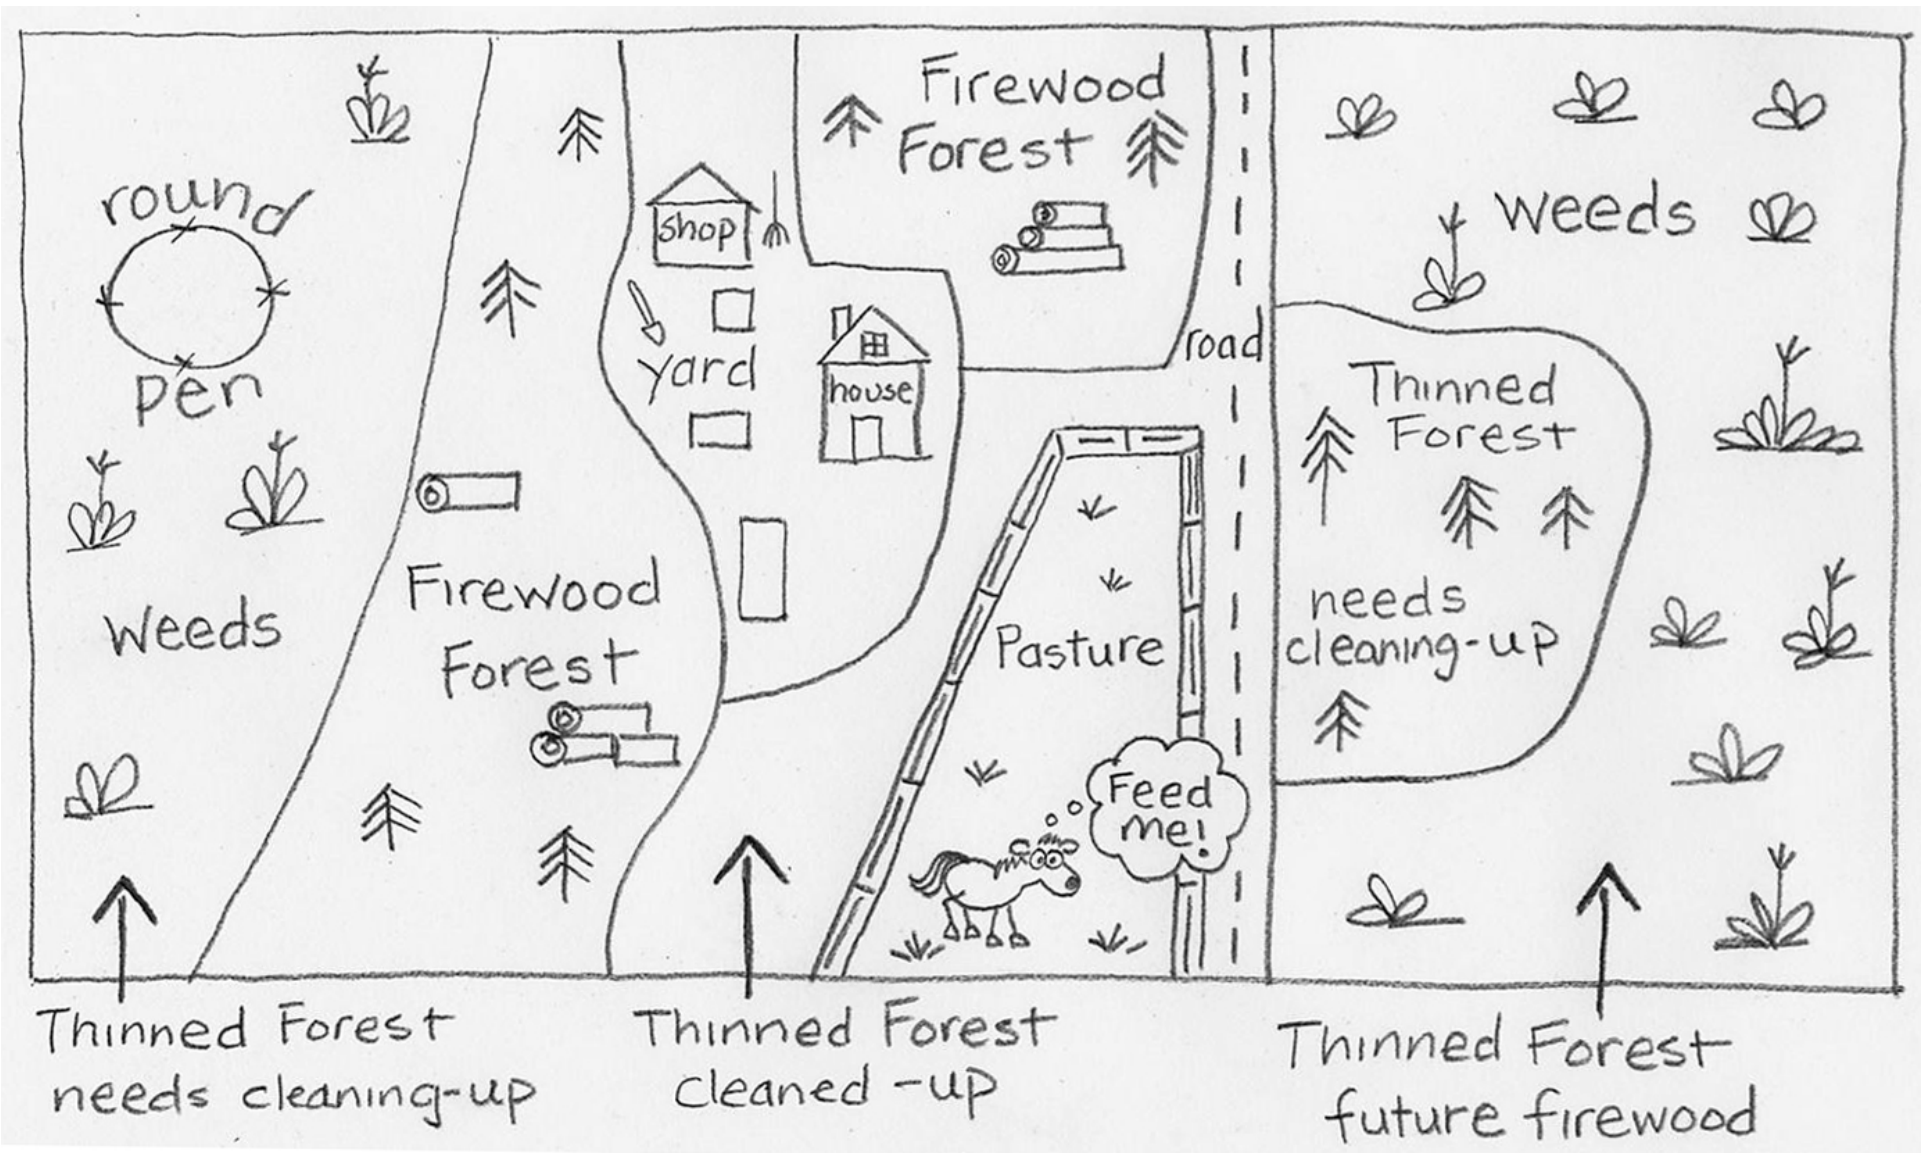 round
pen
Weeds
Firewood
Forest
shop
yard
house
Firewood
Forest
road
Pasture
Feed
me!
Weeds
Thinned
Forest
needs
cleaning-up
Thinned Forest
needs cleaning-up
Thinned Forest
cleaned-up
Thinned Forest
future firewood